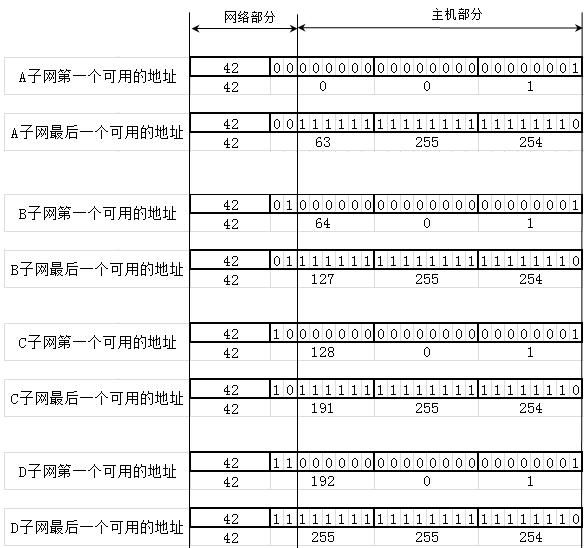 网络部分 主机部分
A子网第一个可用的地址 42 0 0 0 0 0 0 0 0 0 0 0 0 0 0 0 0 0 0 0 0 0 0 0 1
42 0 0 1
A子网最后一个可用的地址 42 0 0 1 1 1 1 1 1 1 1 1 1 1 1 1 1 1 1 1 1 1 1 1 0
42 63 255 254
B子网第一个可用的地址 42 0 1 0 0 0 0 0 0 0 0 0 0 0 0 0 0 0 0 0 0 0 0 0 1
42 64 0 1
B子网最后一个可用的地址 42 0 1 1 1 1 1 1 1 1 1 1 1 1 1 1 1 1 1 1 1 1 1 1 0
42 127 255 254
C子网第一个可用的地址 42 1 0 0 0 0 0 0 0 0 0 0 0 0 0 0 0 0 0 0 0 0 0 0 1
42 128 0 1
C子网最后一个可用的地址 42 1 0 1 1 1 1 1 1 1 1 1 1 1 1 1 1 1 1 1 1 1 1 1 0
42 191 255 254
D子网第一个可用的地址 42 1 1 0 0 0 0 0 0 0 0 0 0 0 0 0 0 0 0 0 0 0 0 0 1
42 192 0 1
D子网最后一个可用的地址 42 1 1 1 1 1 1 1 1 1 1 1 1 1 1 1 1 1 1 1 1 1 1 1 0
42 255 255 254